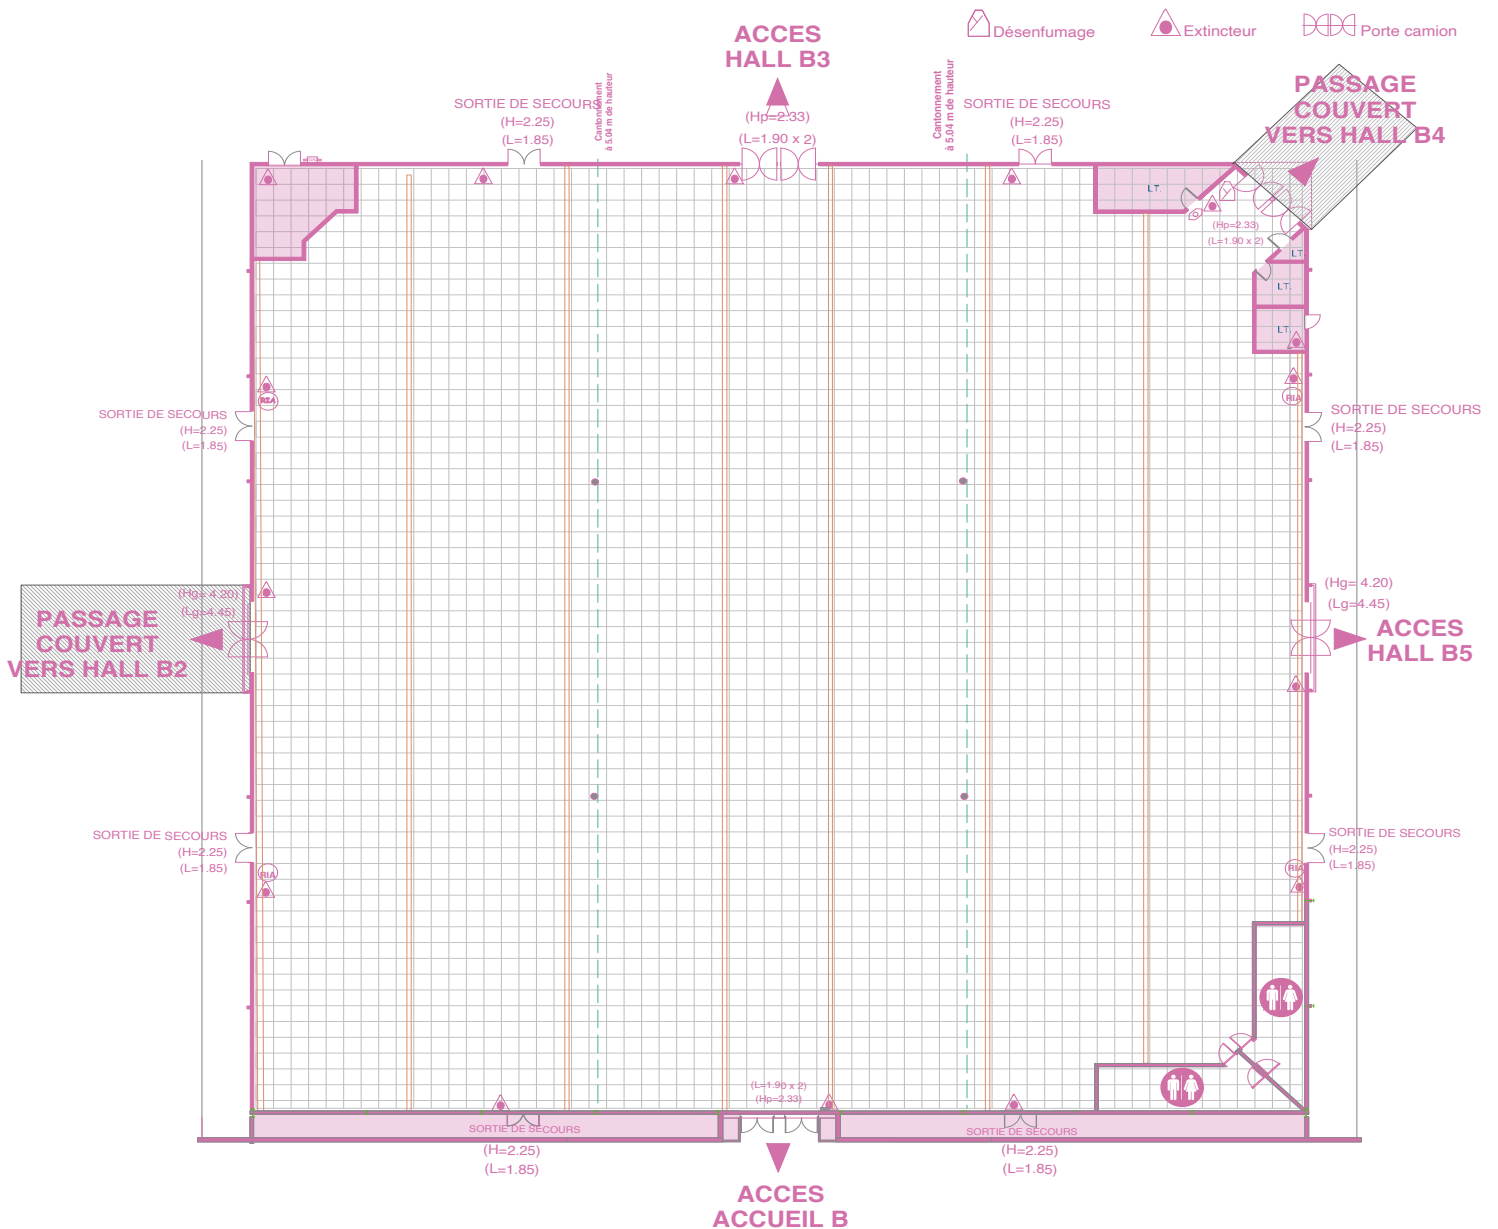 Désenfumage
Extincteur
Porte camion
ACCES
HALL B3
Cantonnement
à 5.04 m de hauteur
Cantonnement
à 5.04 m de hauteur
SORTIE DE SECOURS
(H=2.25)
(L=1.85)
(Hp=2.33)
(L=1.90 x 2)
SORTIE DE SECOURS
(H=2.25)
(L=1.85)
PASSAGE
COUVERT
VERS HALL B4
LT.
(Hp=2.33)
(L=1.90 x 2)
LT.
LT.
LT.
RIA
RIA
SORTIE DE SECOURS
(H=2.25)
(L=1.85)
SORTIE DE SECOURS
(H=2.25)
(L=1.85)
(Hg= 4.20)
(Lg=4.45)
PASSAGE
COUVERT
VERS HALL B2
(Hg= 4.20)
(Lg=4.45)
ACCES
HALL B5
SORTIE DE SECOURS
(H=2.25)
(L=1.85)
SORTIE DE SECOURS
(H=2.25)
(L=1.85)
RIA
RIA
(L=1.90 x 2)
(Hp=2.33)
SORTIE DE SECOURS
(H=2.25)
(L=1.85)
SORTIE DE SECOURS
(H=2.25)
(L=1.85)
ACCES
ACCUEIL B